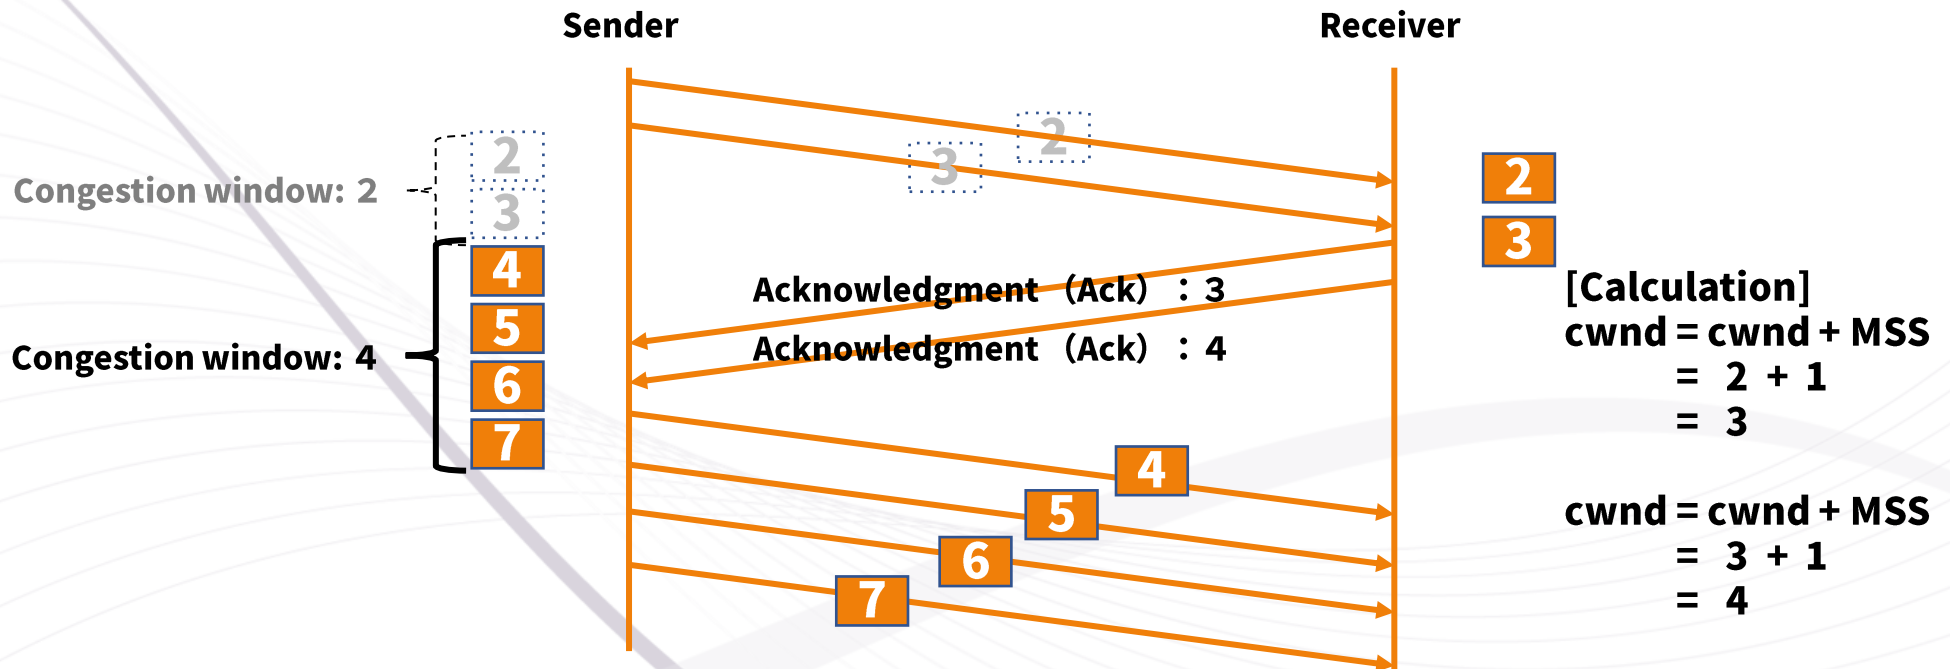 Sender
Receiver
2
3
Congestion window: 2
2
3
2
3
4
5
6
7
Congestion window: 4
Acknowledgment（Ack）：3
Acknowledgment（Ack）：4
4
5
6
7
[Calculation]
cwnd = cwnd + MSS
= 2 + 1
= 3
cwnd = cwnd + MSS
= 3 + 1
= 4